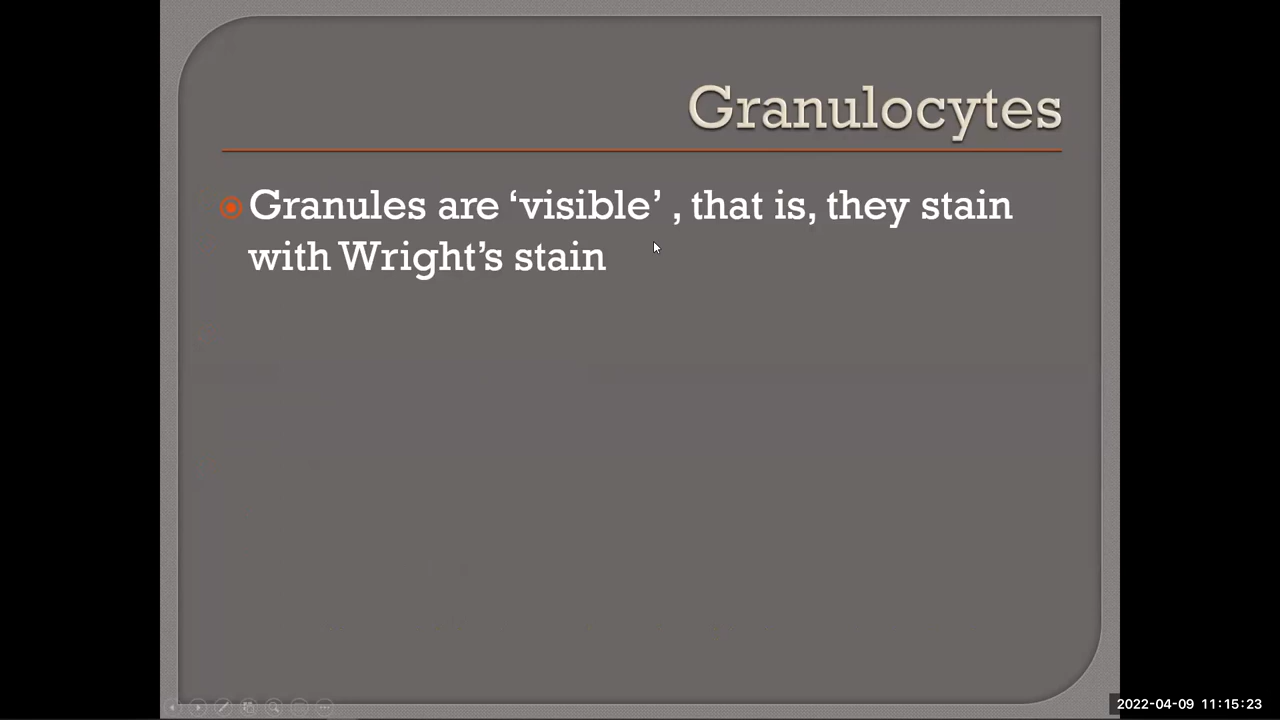 Granulocytes
Granules are ‘visible’ , that is, they stain
with Wright’s stain
2022-04-09 11:15:23